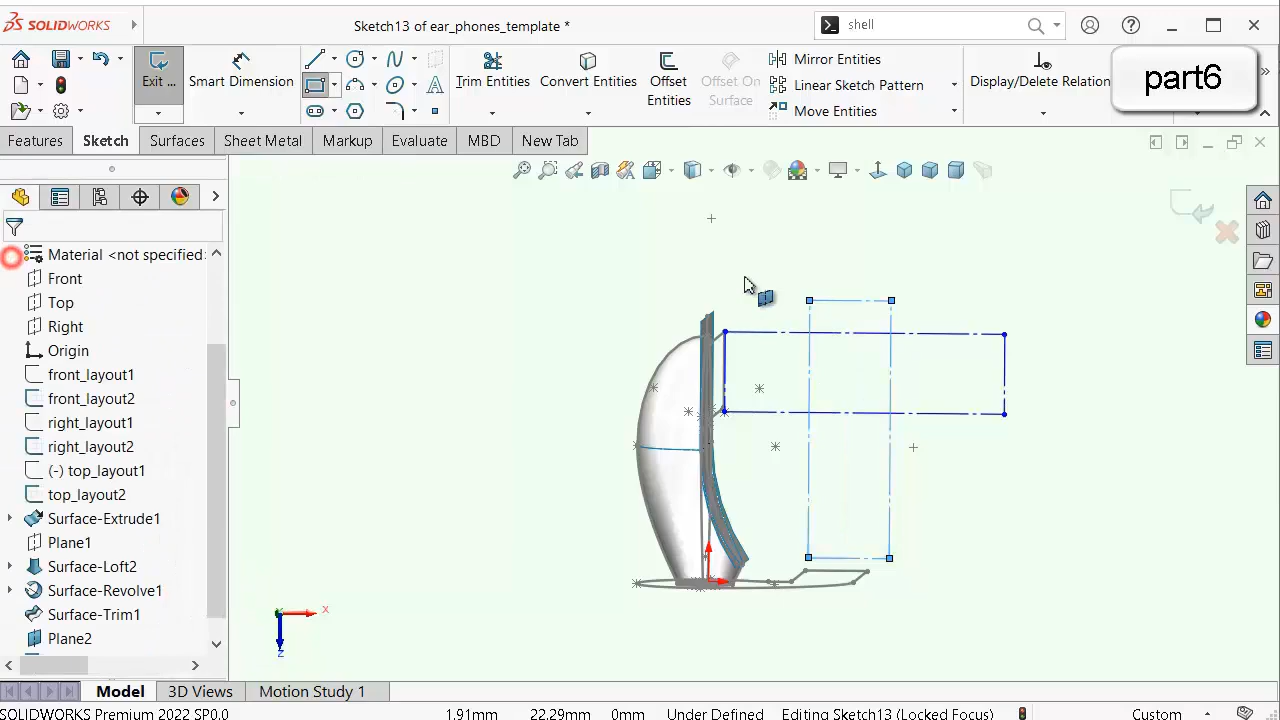 SOLIDWORKS
Sketch13 of ear_phones_template *
shell
Exit ...
Smart Dimension
Trim Entities
Convert Entities
Offset Entities
Offset On Surface
Mirror Entities
Linear Sketch Pattern
Move Entities
Display/Delete Relation
part6
Features
Sketch
Surfaces
Sheet Metal
Markup
Evaluate
MBD
New Tab
Material <not specified>
Front
Top
Right
Origin
front_layout1
front_layout2
right_layout1
right_layout2
(-) top_layout1
top_layout2
Surface-Extrude1
Plane1
Surface-Loft2
Surface-Revolve1
Surface-Trim1
Plane2
x
z
Model
3D Views
Motion Study 1
SOLIDWORKS Premium 2022 SP0.0
1.91mm
22.29mm
0mm
Under Defined
Editing Sketch13 (Locked Focus)
Custom